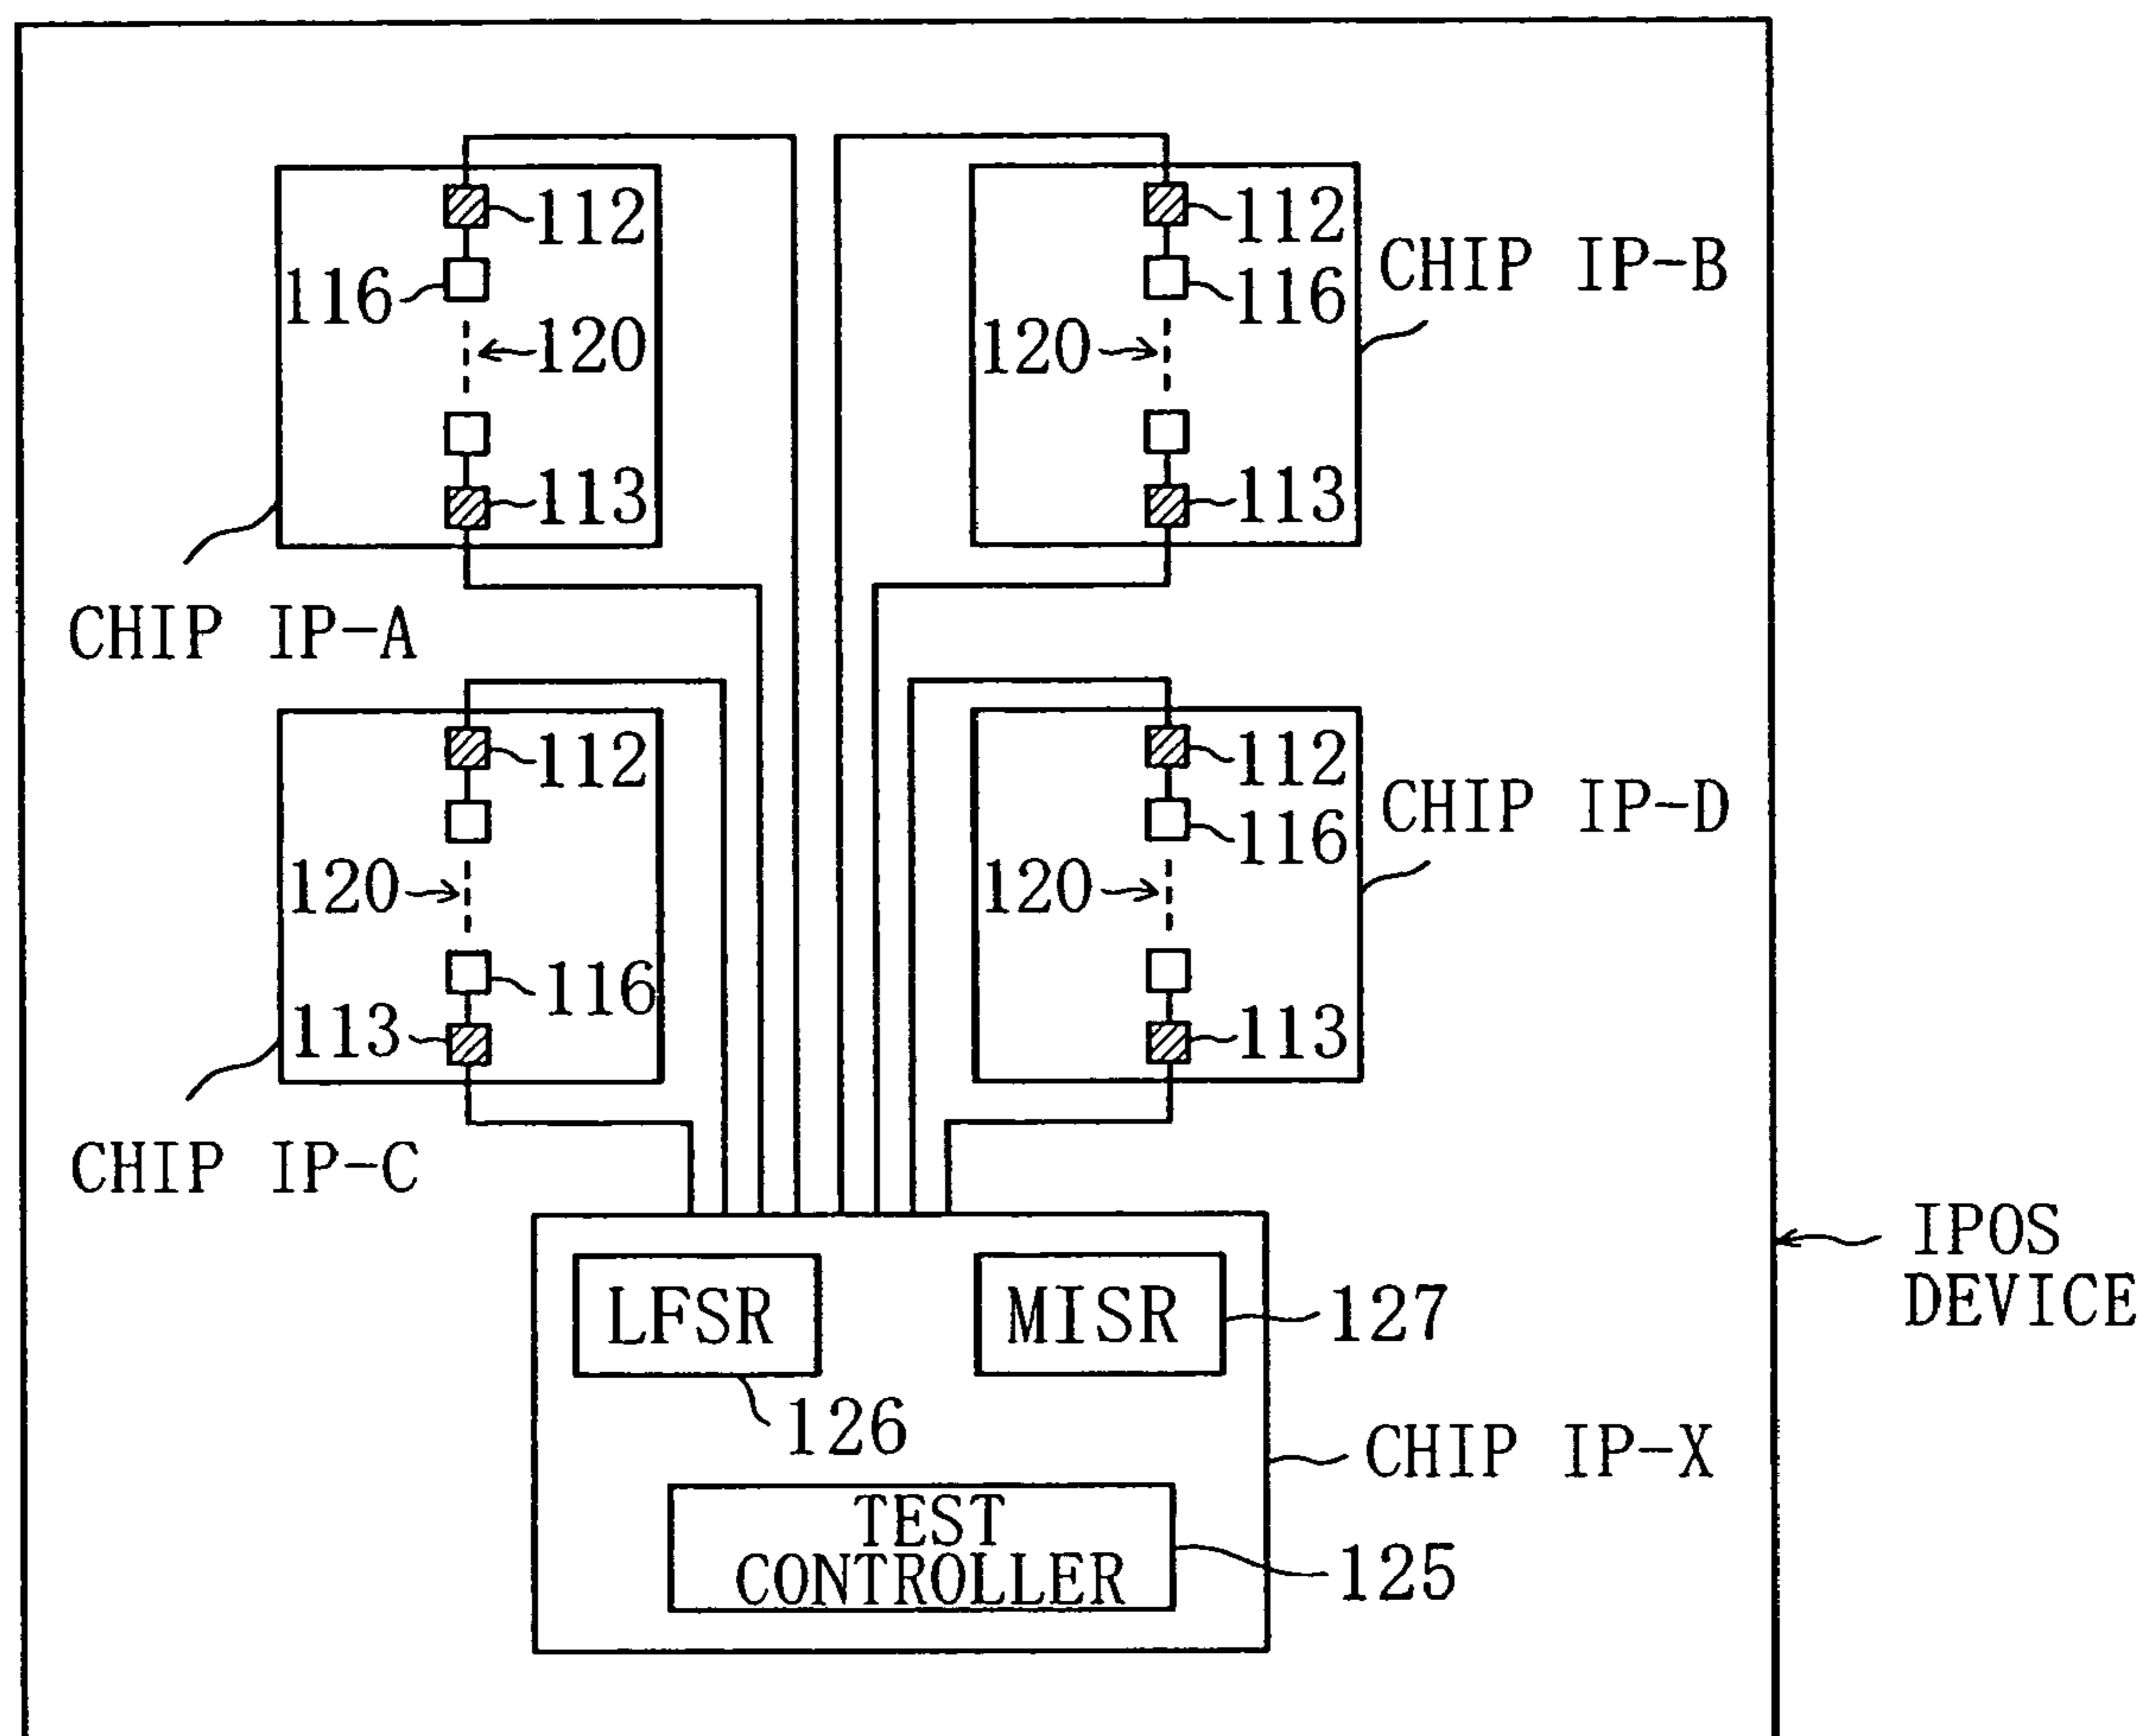 112
116
120
113
CHIP IP-A
112
116
120
113
CHIP IP-B
112
120
116
113
CHIP IP-C
112
116
120
113
CHIP IP-D
LFSR
126
MISR
127
CHIP IP-X
TEST
CONTROLLER
125
IPOS
DEVICE